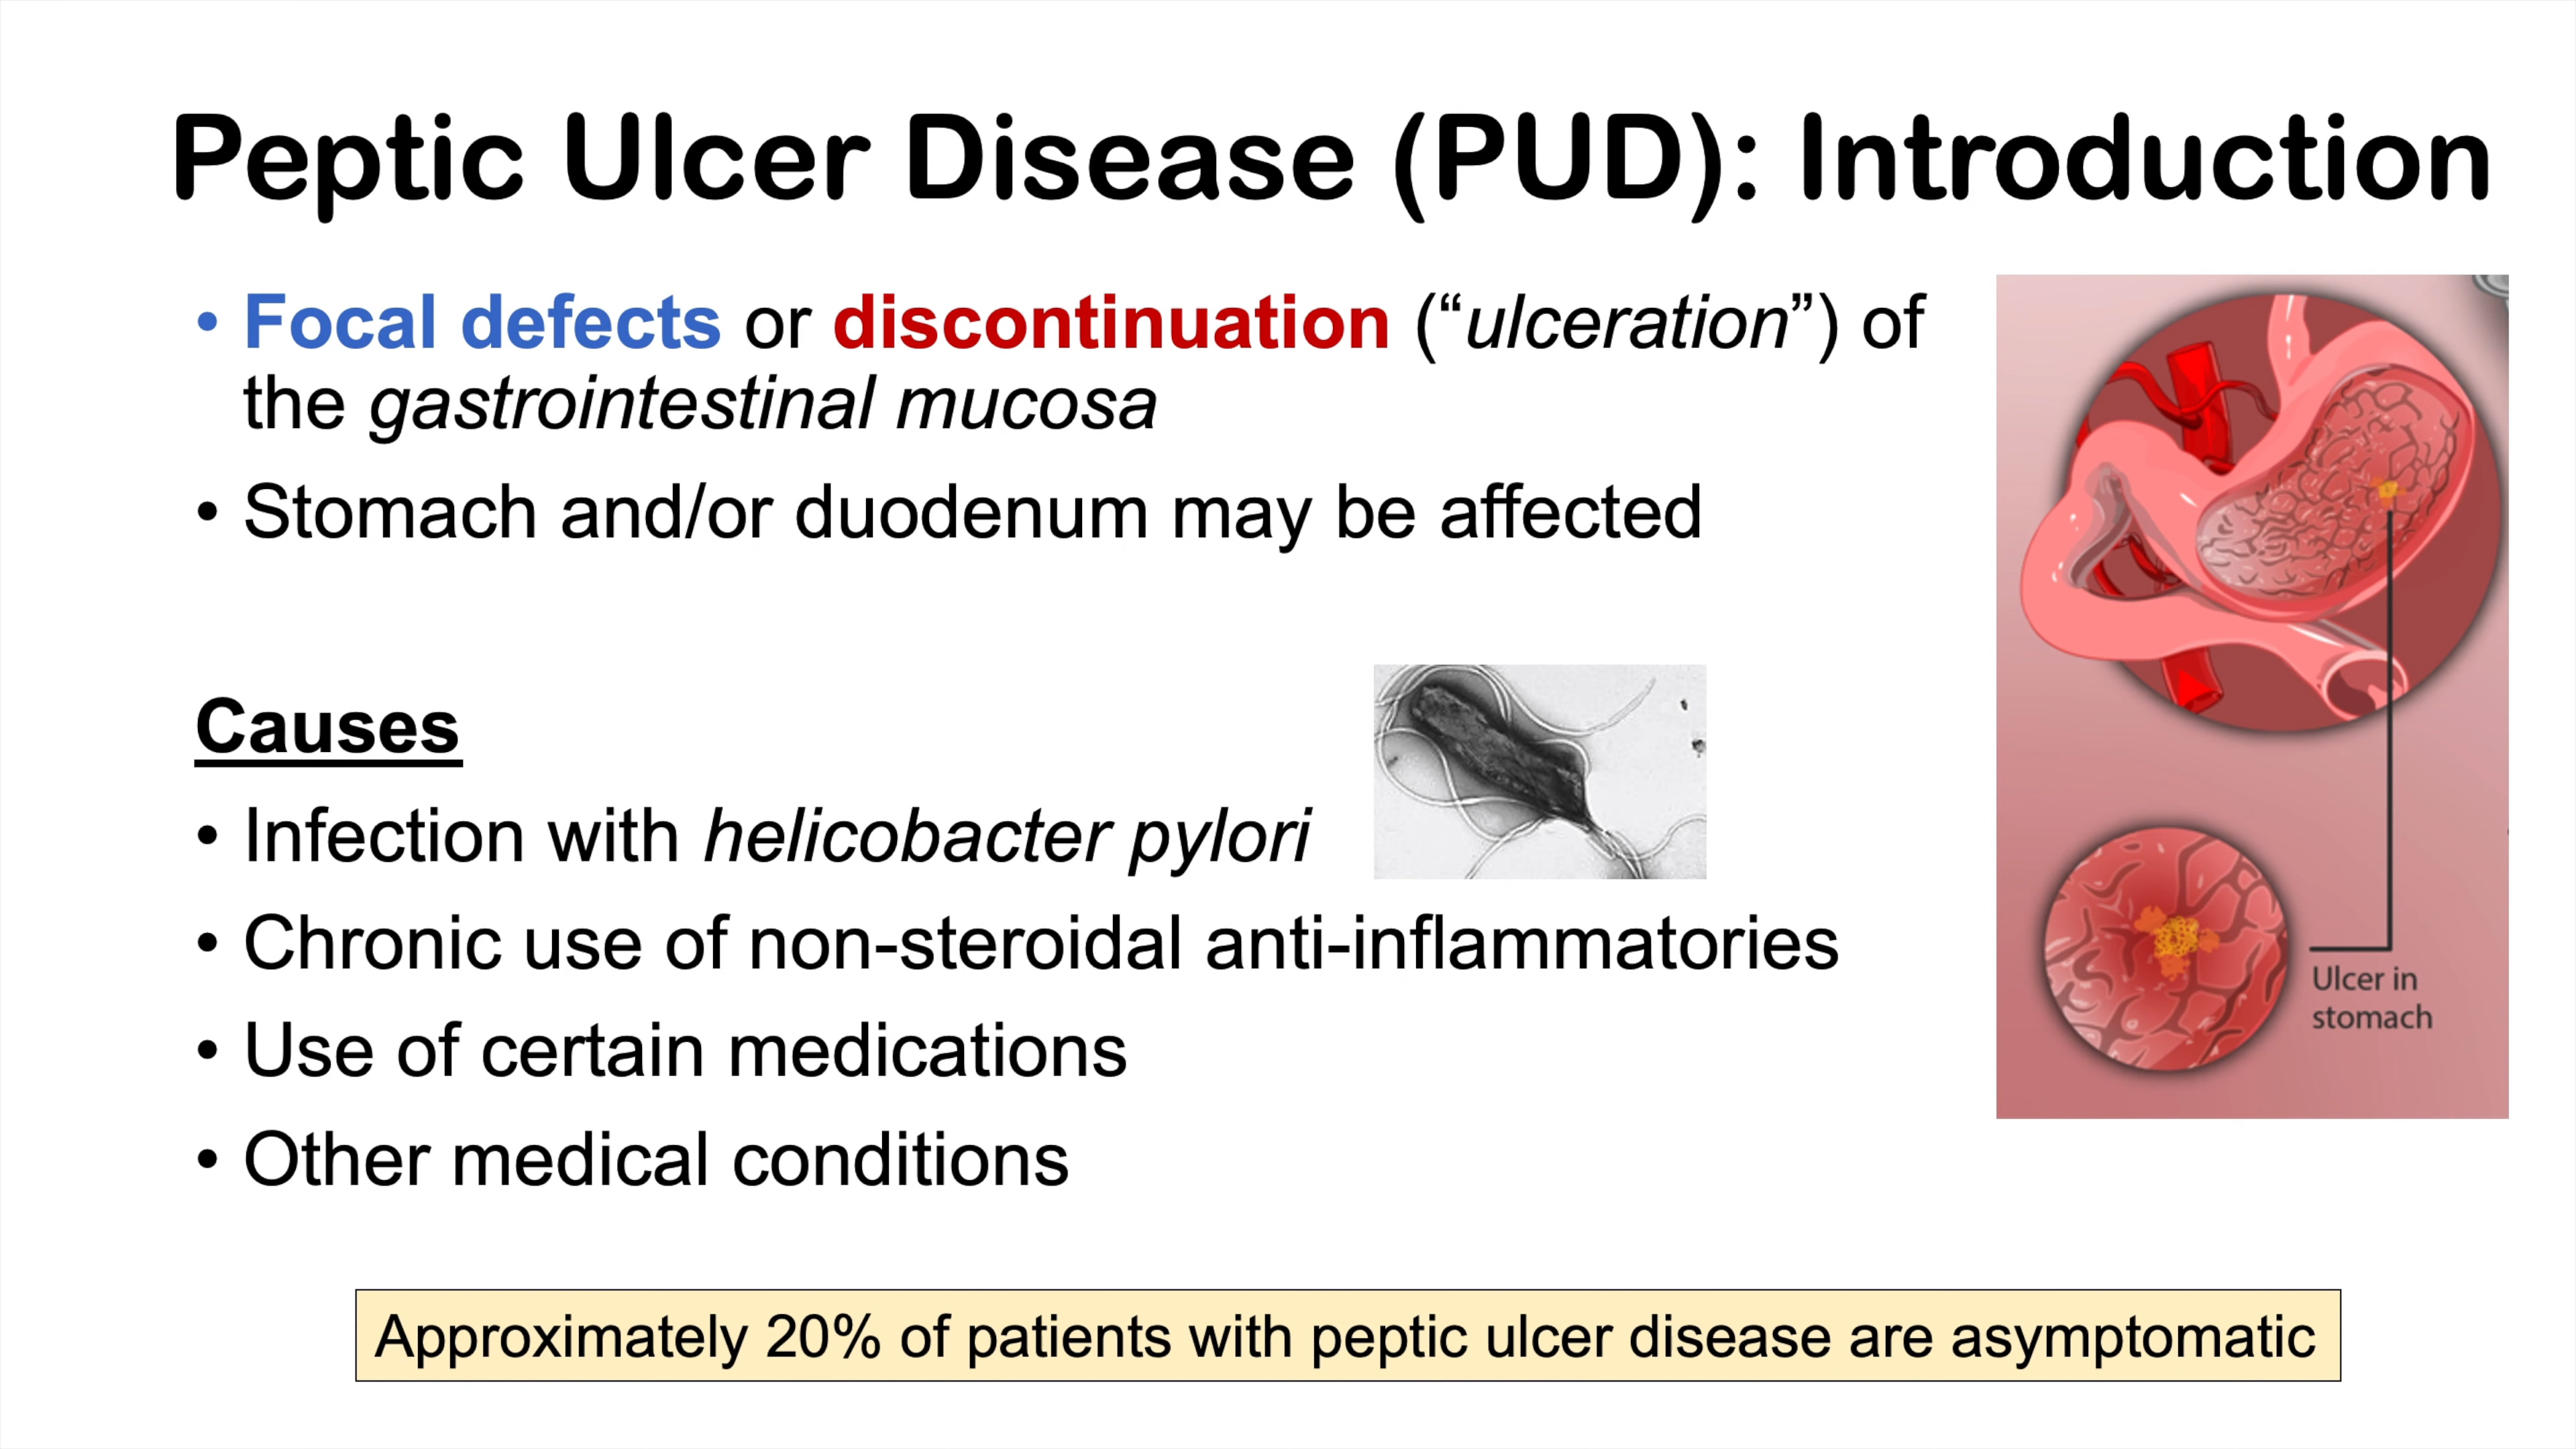 Peptic Ulcer Disease (PUD): Introduction
• Focal defects or discontinuation (“ulceration”) of
the gastrointestinal mucosa
• Stomach and/or duodenum may be affected
Causes
• Infection with helicobacter pylori
• Chronic use of non-steroidal anti-inflammatories
• Use of certain medications
• Other medical conditions
Ulcer in
stomach
Approximately 20% of patients with peptic ulcer disease are asymptomatic